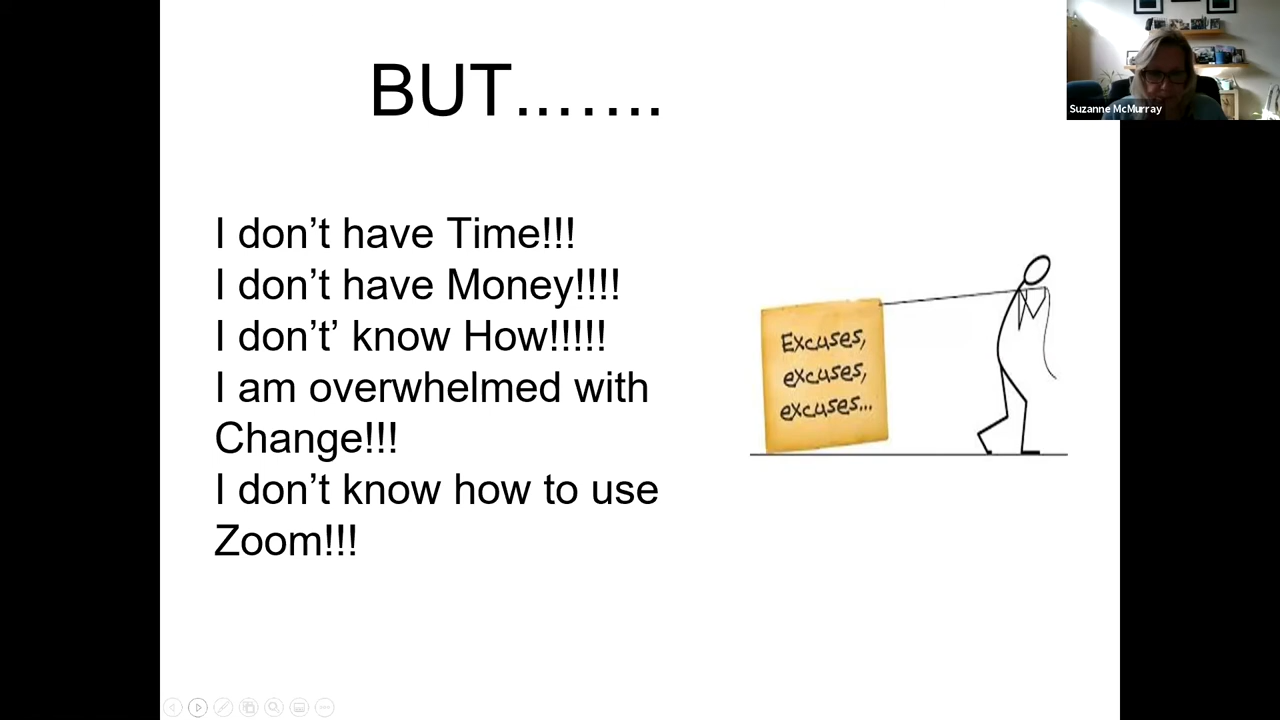 BUT.……
Suzanne McMurray
I don’t have Time!!!
I don’t have Money!!!!
I don’t’ know How!!!!!
I am overwhelmed with
Change!!!
I don’t know how to use
Zoom!!!
Excuses,
excuses,
excuses...